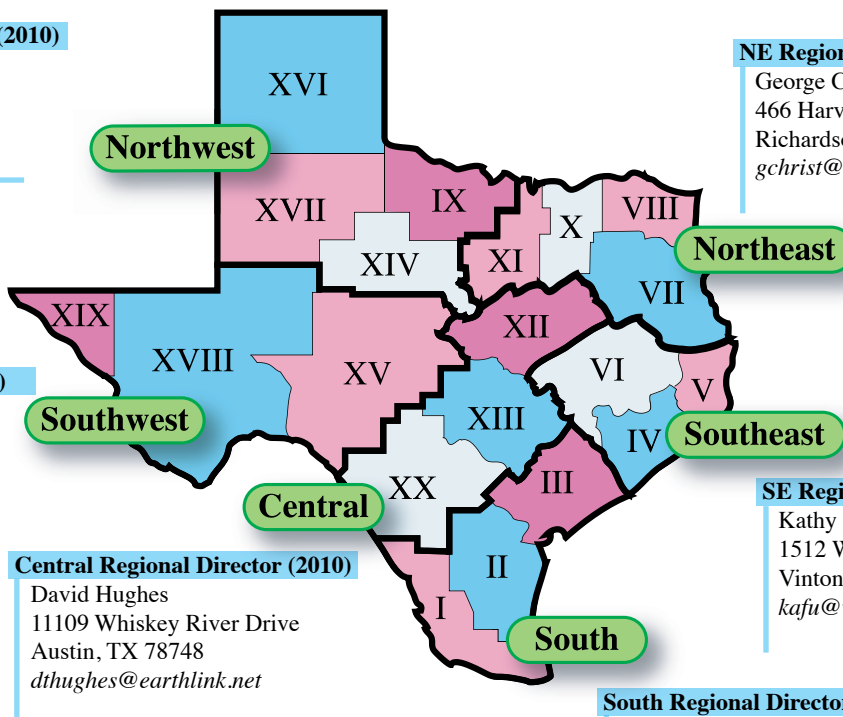 (2010)
XVI
NE Region
George C
466 Harv
Richardso
gchrist@
Northwest
XVII
IX
XIV
XI
X
VIII
Northeast
VII
XIX
XVIII
XV
XII
VI
V
)
Southwest
XIII
IV
Southeast
XX
III
Central
SE Regi
Kathy
1512 W
Vinton
kafu@
Central Regional Director (2010)
David Hughes
11109 Whiskey River Drive
Austin, TX 78748
dthughes@earthlink.net
II
I
South
South Regional Director